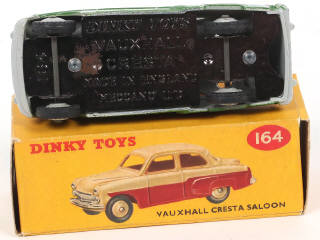 DINKY TOYS
VAUXHALL
CRESTA
MADE IN ENGLAND
MECCANO LTD
DINKY TOYS
164
VAUXHALL CRESTA SALOON